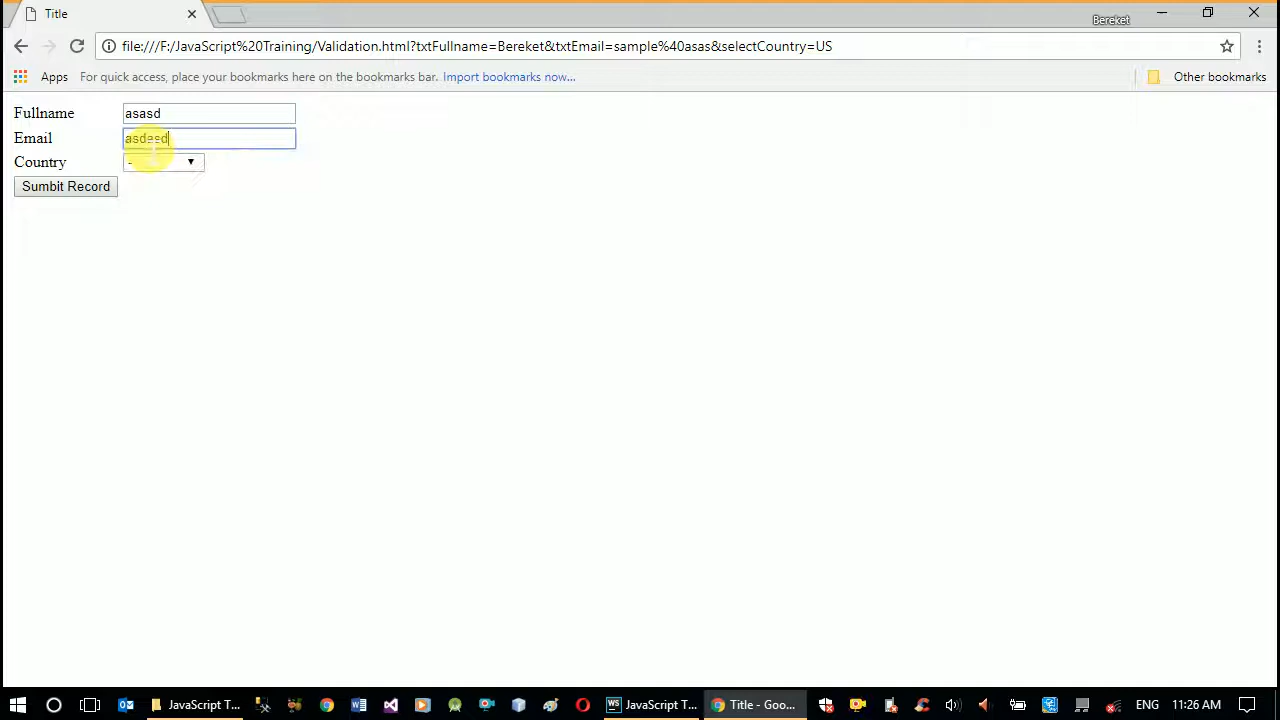 Title
Bereket
file:///F:/JavaScript%20Training/Validation.html?txtFullname=Bereket&txtEmail=sample%40asas&selectCountry=US
Apps For quick access, place your bookmarks here on the bookmarks bar. Import bookmarks now... Other bookmarks
Fullname asasd
Email asdasd
Country -
Sumbit Record
JavaScript T... JavaScript T... Title - Goo... ENG 11:26 AM